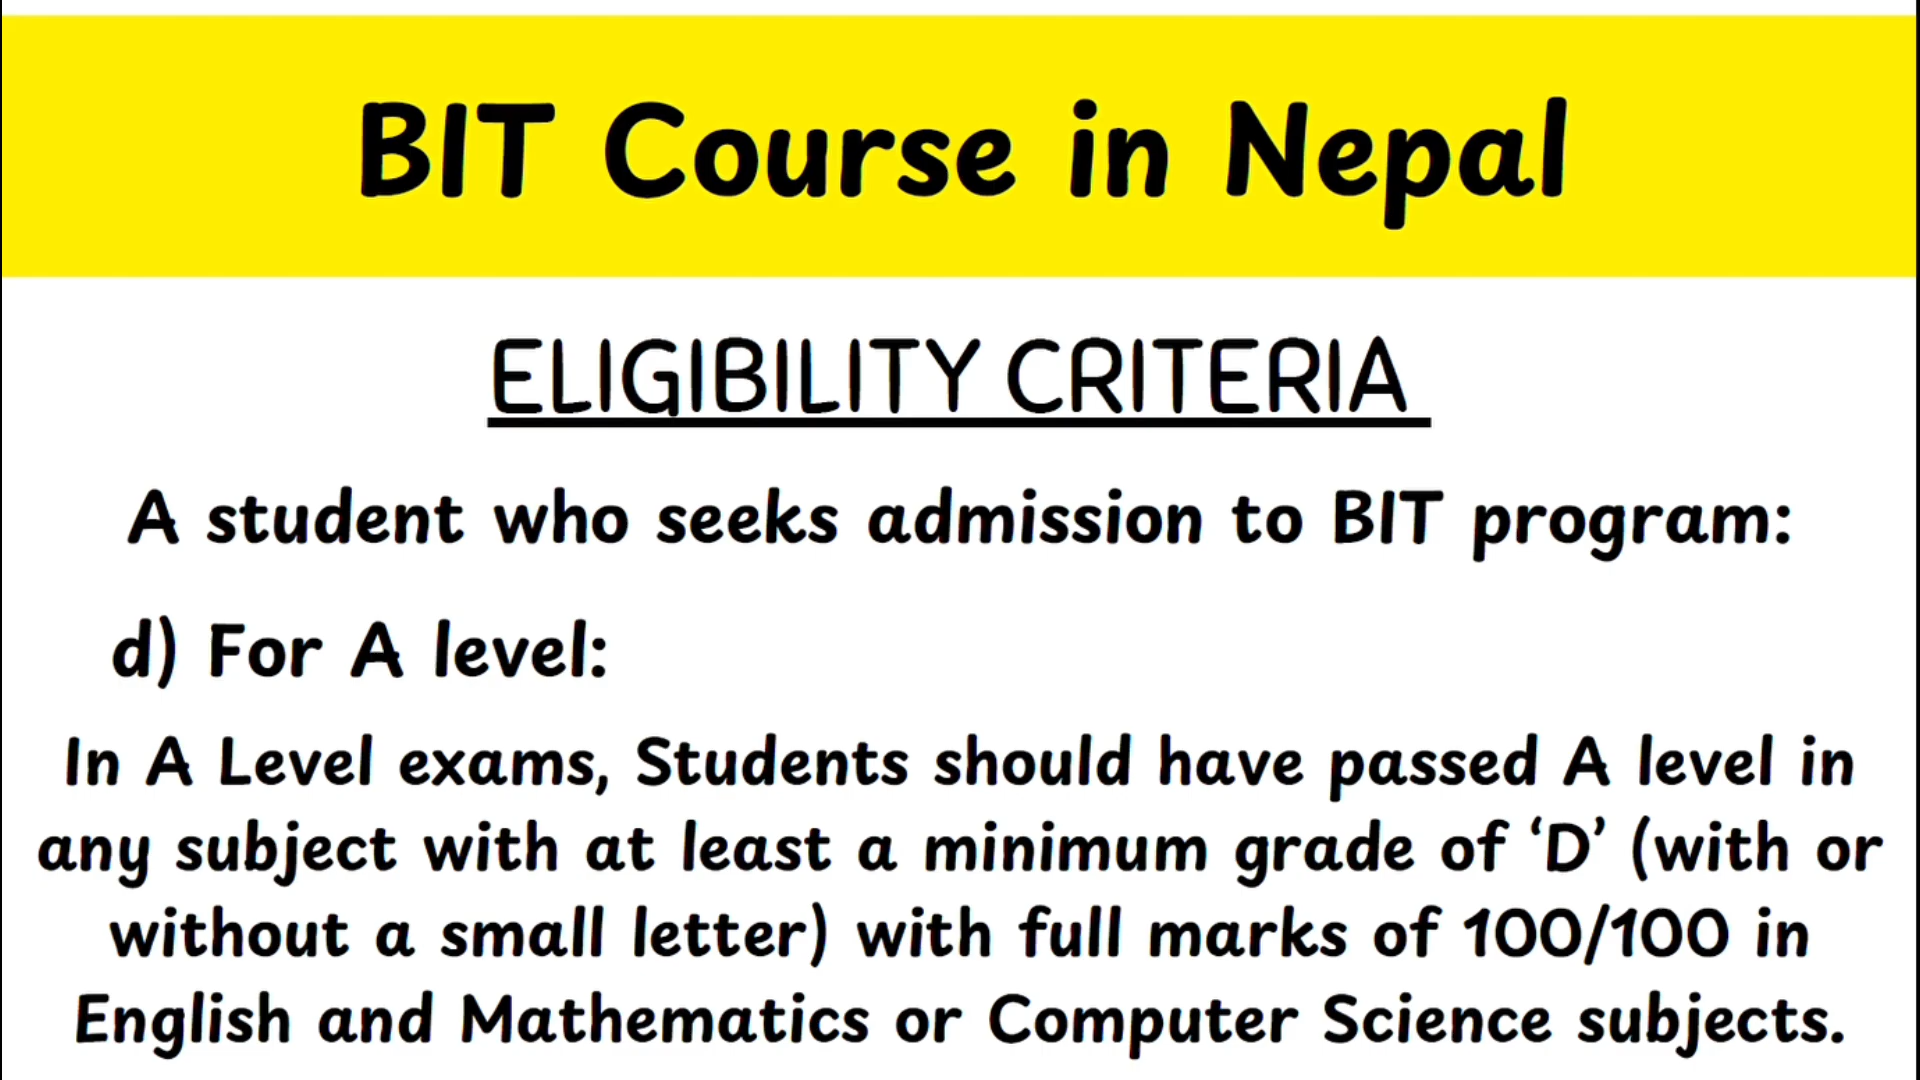 BIT Course in Nepal
ELIGIBILITY CRITERIA
A student who seeks admission to BIT program:
d) For A level:
In A Level exams, Students should have passed A level in
any subject with at least a minimum grade of ‘D’ (with or
without a small letter) with full marks of 100/100 in
English and Mathematics or Computer Science subjects.